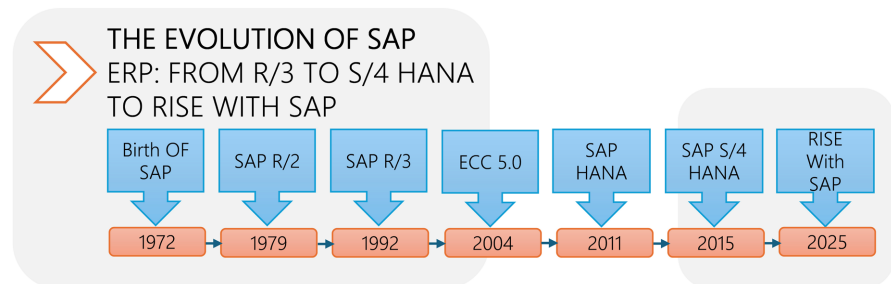 THE EVOLUTION OF SAP
ERP: FROM R/3 TO S/4 HANA
TO RISE WITH SAP
Birth OF
SAP
SAP R/2
SAP R/3
ECC 5.0
SAP
HANA
SAP S/4
HANA
RISE
With
SAP
1972
1979
1992
2004
2011
2015
2025